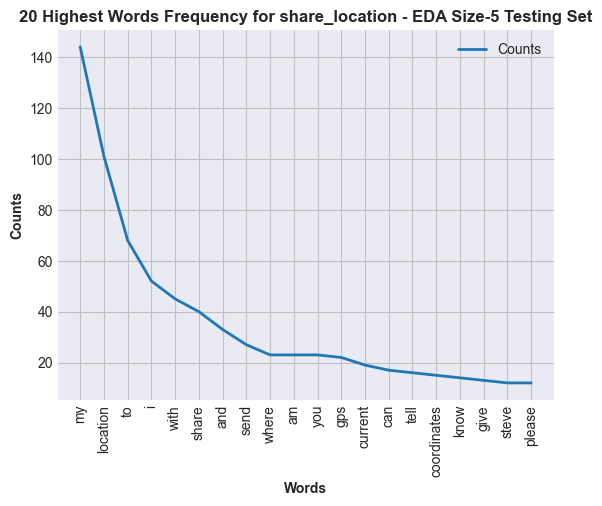 20 Highest Words Frequency for share_location - EDA Size-5 Testing Set
Counts
140
120
100
80
60
40
20
Counts
my
location
to
i
with
share
and
send
where
am
you
gps
current
can
tell
coordinates
know
give
steve
please
Words